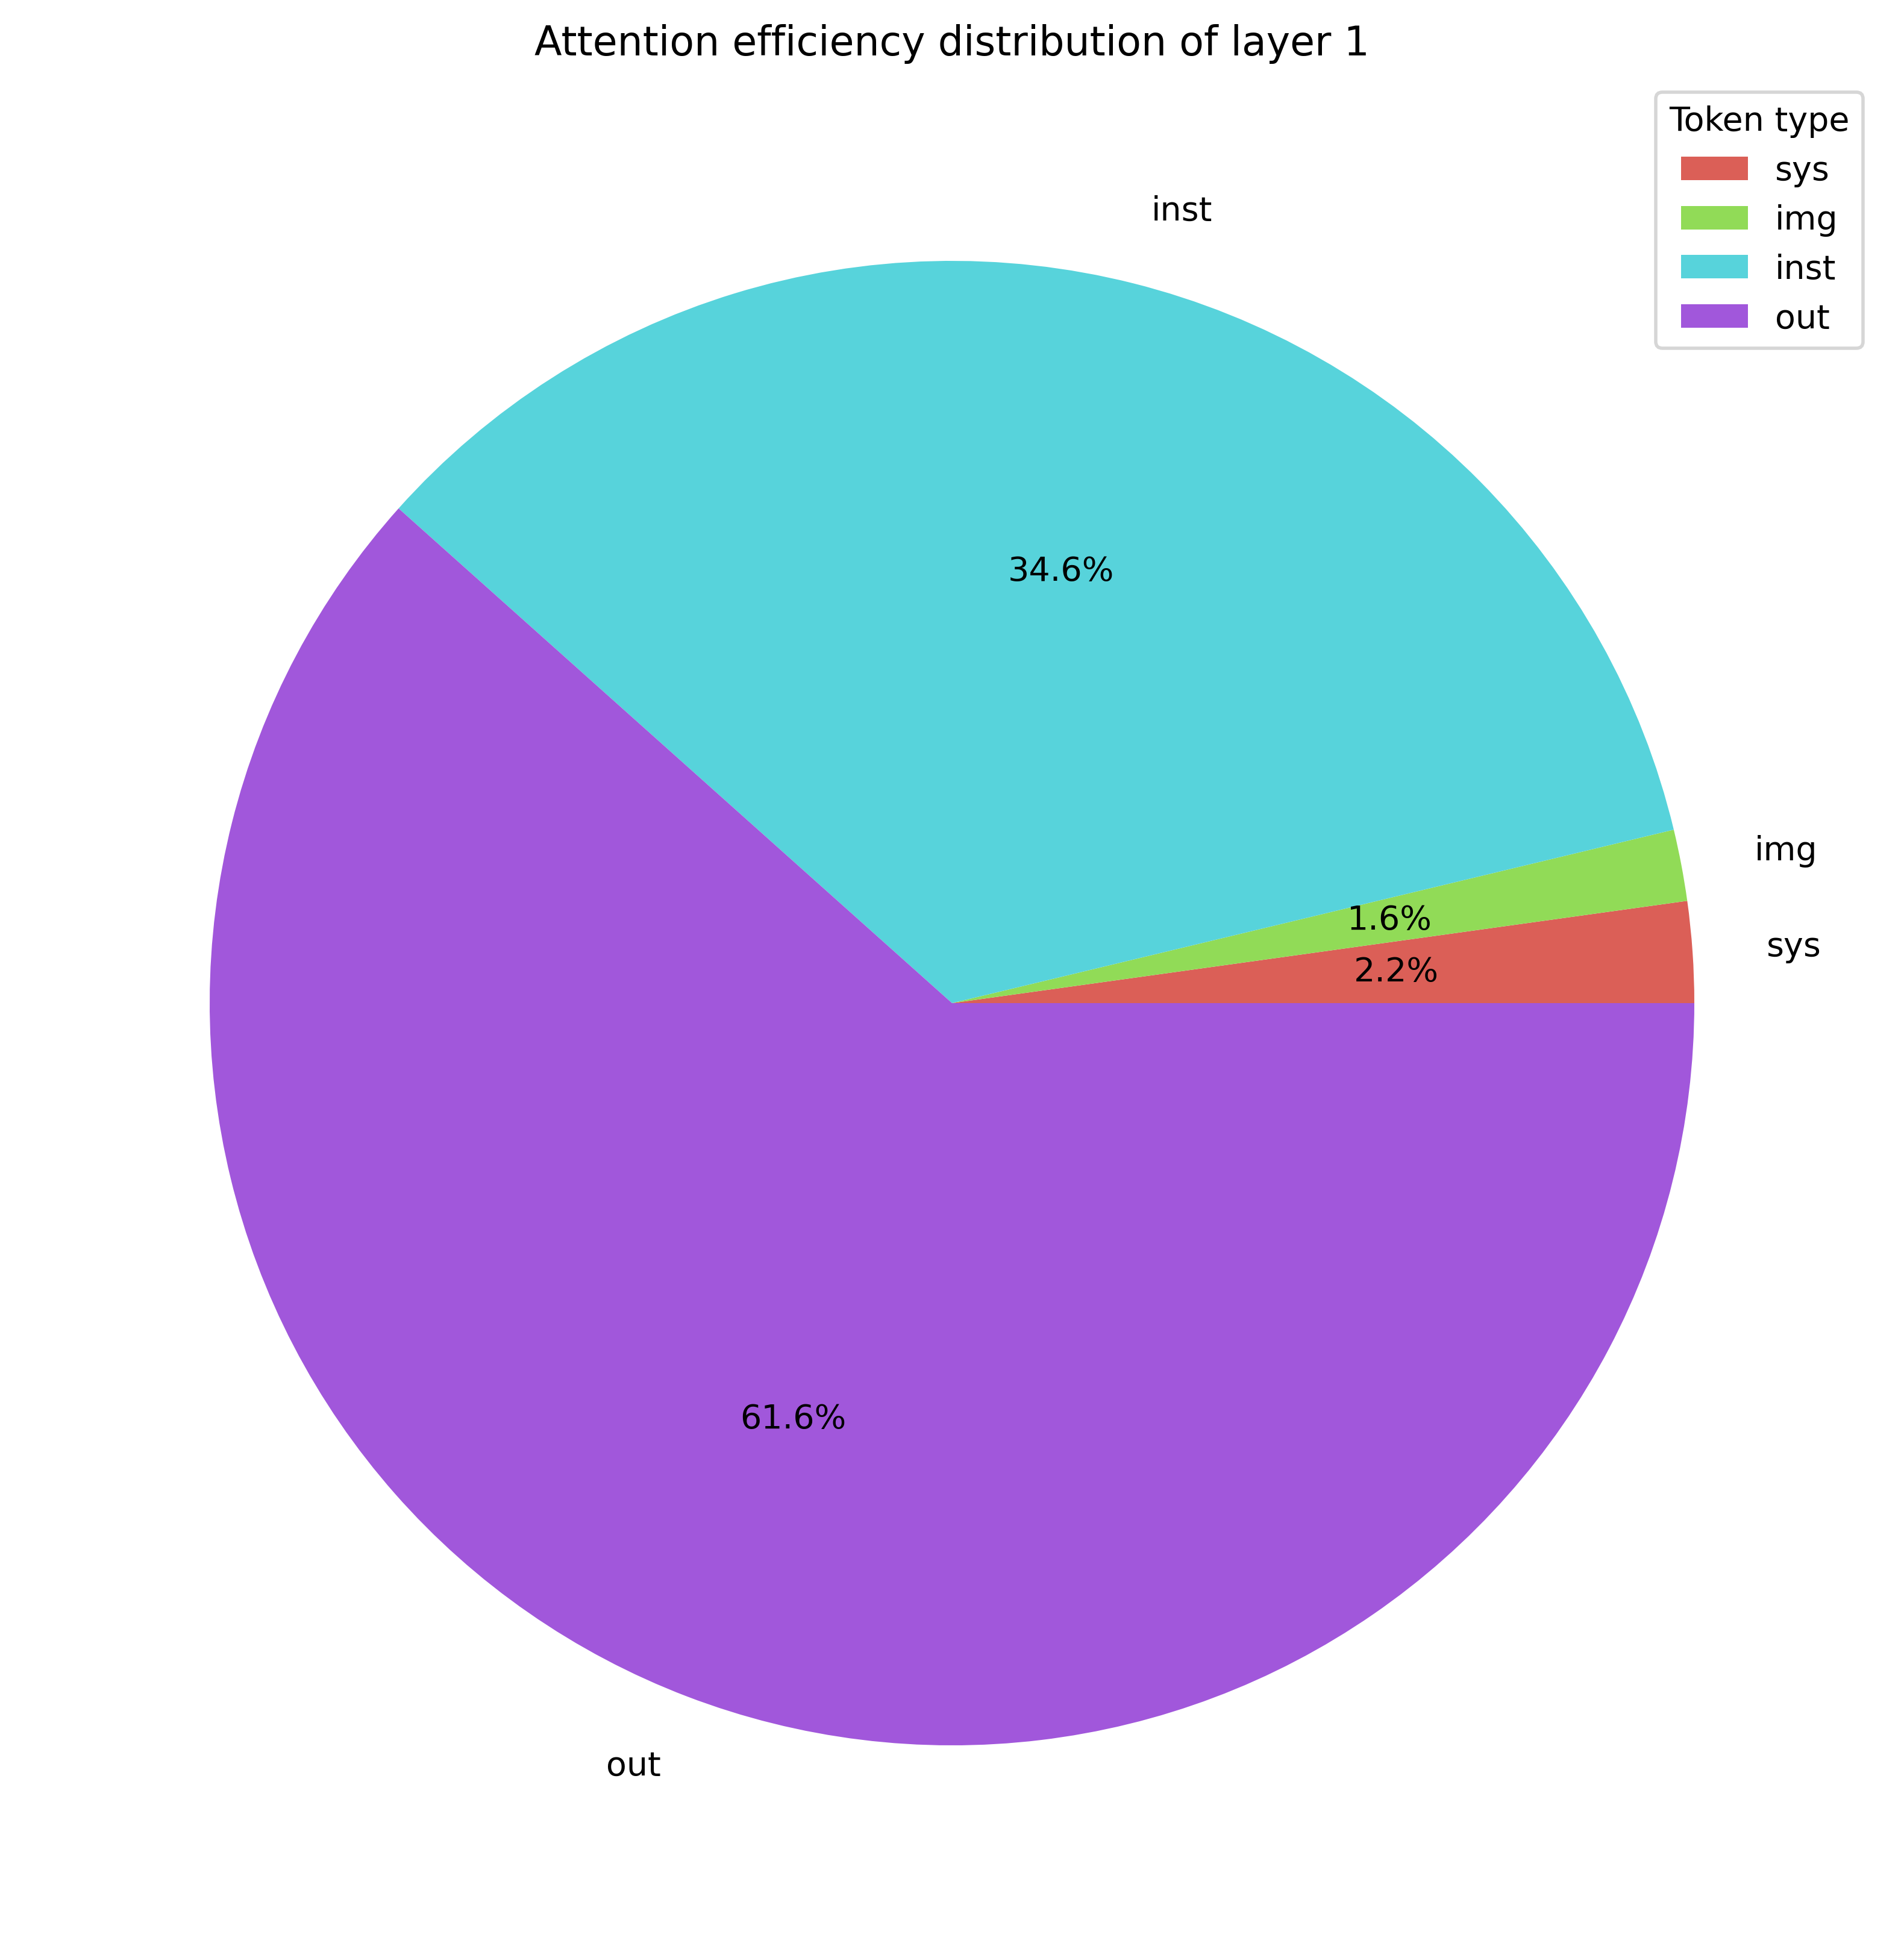 Attention efficiency distribution of layer 1
Token type
sys
img
inst
out
inst
34.6%
img
1.6%
sys
2.2%
61.6%
out